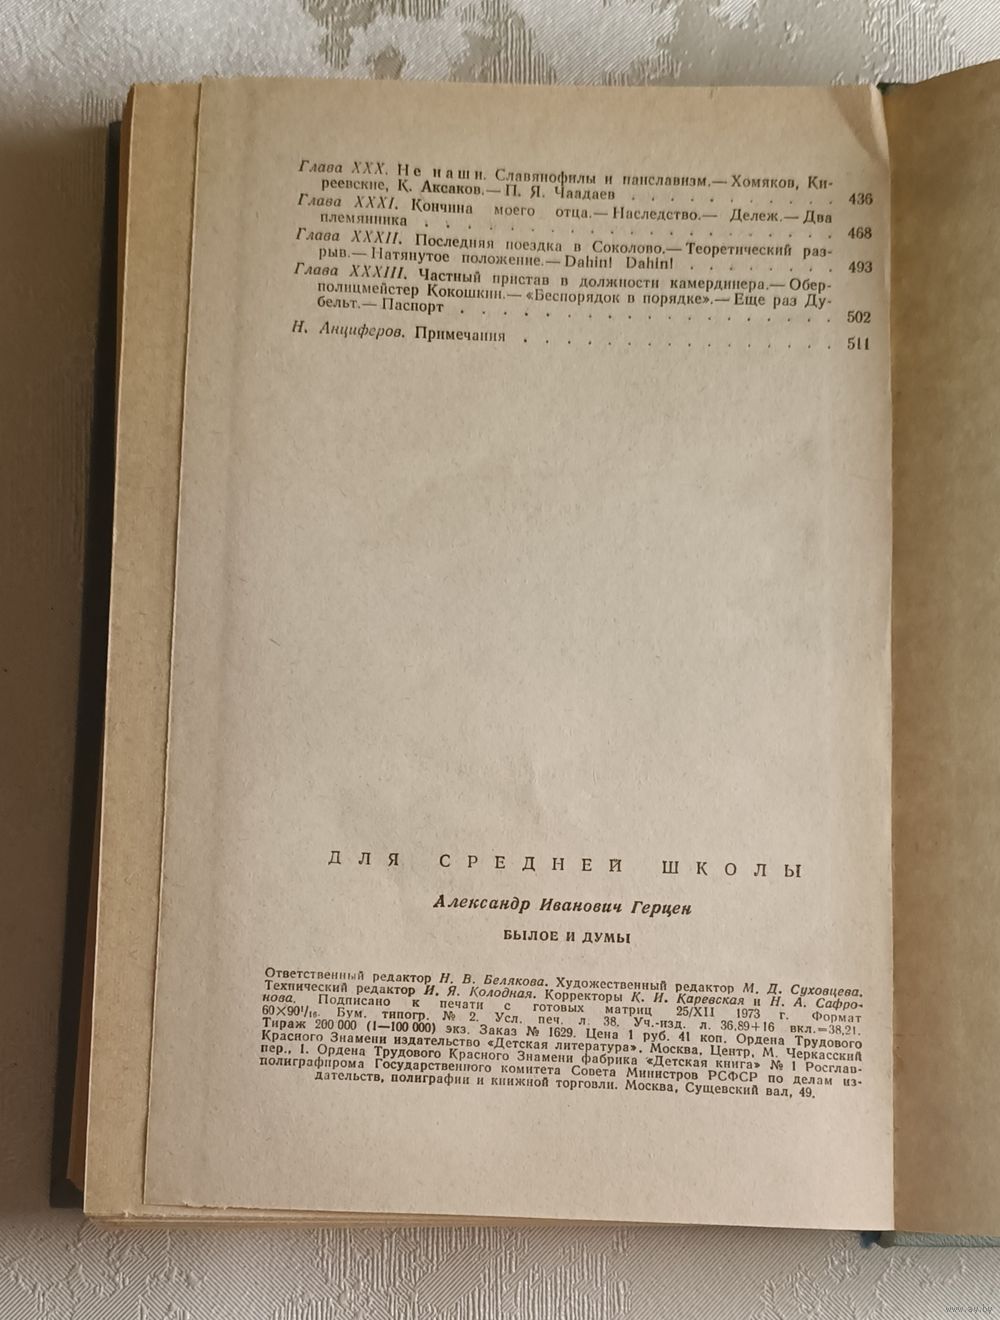 Глава XXX. Не наши. Славянофилы и панславизм.— Хомяков, Ки-
реевские, К. Аксаков.— П. Я. Чаадаев . . . . . . . . . . . 436
Глава XXXI. Кончина моего отца.— Наследство.— Дележ.— Два
племянника . . . . . . . . . . . . . . . . . 468
Глава XXXII. Последняя поездка в Соколово.— Теоретический раз-
рыв.— Натянутое положение.— Dahin! Dahin! . . . . . . . . 493
Глава XXXIII. Частный пристав в должности камердинера.— Обер-
полицмейстер Кокошкин.— «Беспорядок в порядке».— Еще раз Ду-
бельт.— Паспорт . . . . . . . . . . . . . . 502
Н. Анциферов. Примечания . . . . . . . . . . . . . 511
ДЛЯ СРЕДНЕЙ ШКОЛЫ
Александр Иванович Герцен
БЫЛОЕ И ДУМЫ
Ответственный редактор Н. В. Белякова. Художественный редактор М. Д. Суховцева.
Технический редактор И. Я. Колодная. Корректоры К. И. Каревская и Н. А. Сафро-
нова. Подписано к печати с готовых матриц 25/XII 1973 г. Формат
60×90¹/₁₆. Бум. типогр. № 2. Усл. печ. л. 38. Уч.-изд. л. 36,89+16 вкл.=38,21.
Тираж 200 000 (1—100 000) экз. Заказ № 1629. Цена 1 руб. 41 коп. Ордена Трудового
Красного Знамени издательство «Детская литература». Москва, Центр, М. Черкасский
пер., 1. Ордена Трудового Красного Знамени фабрика «Детская книга» № 1 Росглав-
полиграфпрома Государственного комитета Совета Министров РСФСР по делам из-
дательств, полиграфии и книжной торговли. Москва, Сущевский вал, 49.
www.ay.by